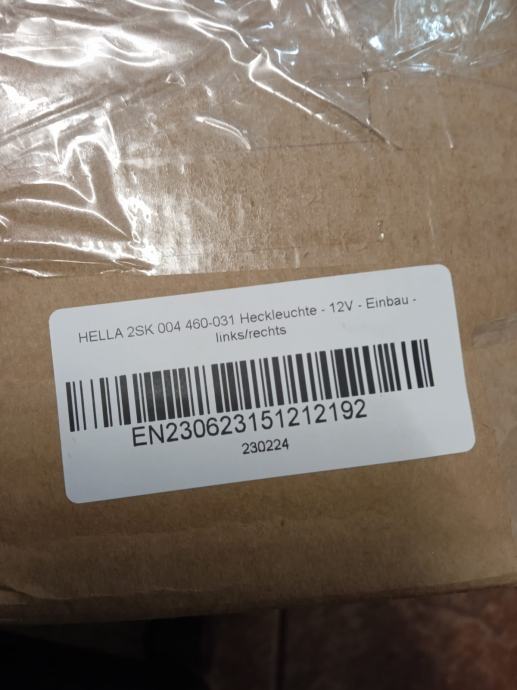 HELLA 2SK 004 460-031 Heckleuchte - 12V - Einbau -
links/rechts
EN230623151212192
230224